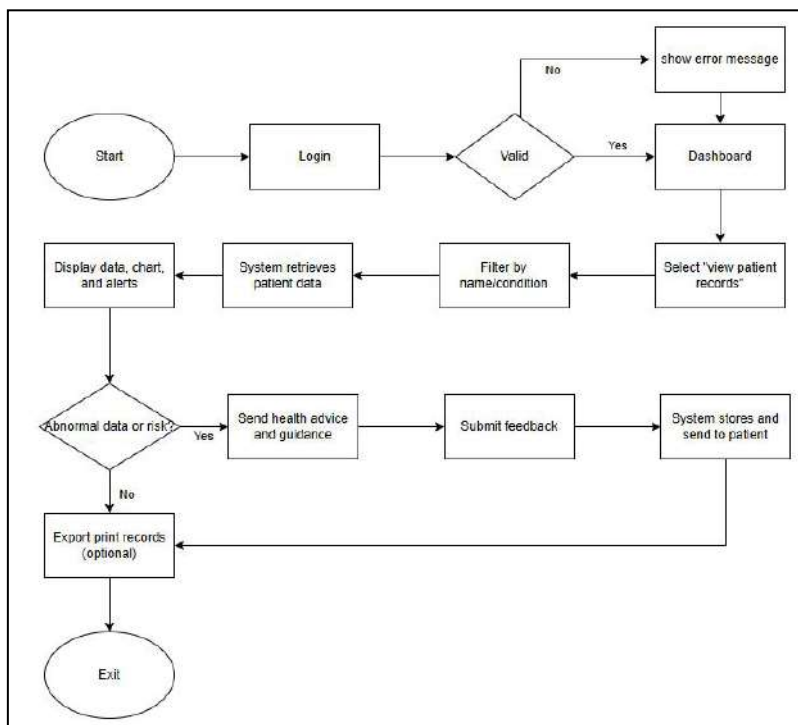 show error message
No
Start
Login
Valid
Yes
Dashboard
Display data, chart,
and alerts
System retrieves
patient data
Filter by
name/condition
Select "view patient
records"
Abnormal data or risk?
Yes
Send health advice
and guidance
Submit feedback
System stores and
send to patient
No
Export print records
(optional)
Exit